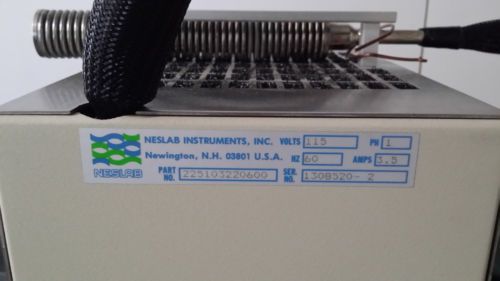 NESLAB INSTRUMENTS, INC. VOLTS 115 PH 1
Newington, N.H. 03801 U.S.A. HZ 60 AMPS 3.5
NESLAB PART NO. 225103220600 SER. NO. 1308520- 2